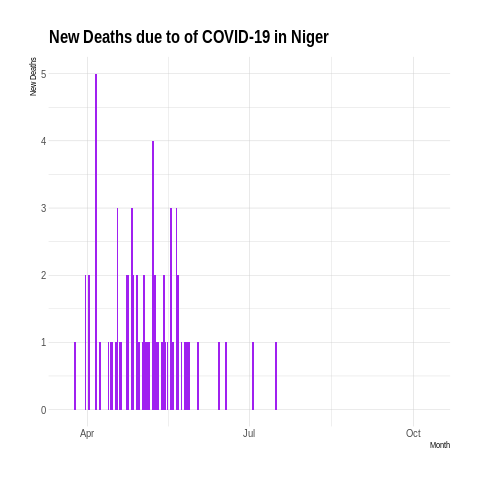 New Deaths due to of COVID-19 in Niger
New Deaths
5
4
3
2
1
0
Apr
Jul
Oct
Month